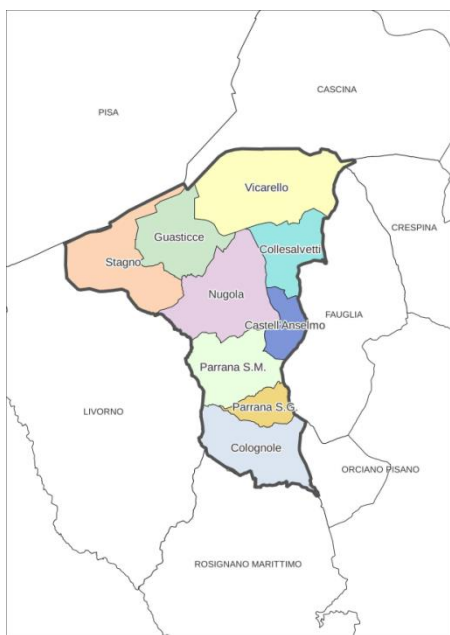 CASCINA
PISA
Vicarello
CRESPINA
Guasticce
Collesalvetti
Stagno
Nugola
FAUGLIA
Castell'Anselmo
Parrana S.M.
Parrana S.G.
LIVORNO
Colognole
ORCIANO PISANO
ROSIGNANO MARITTIMO